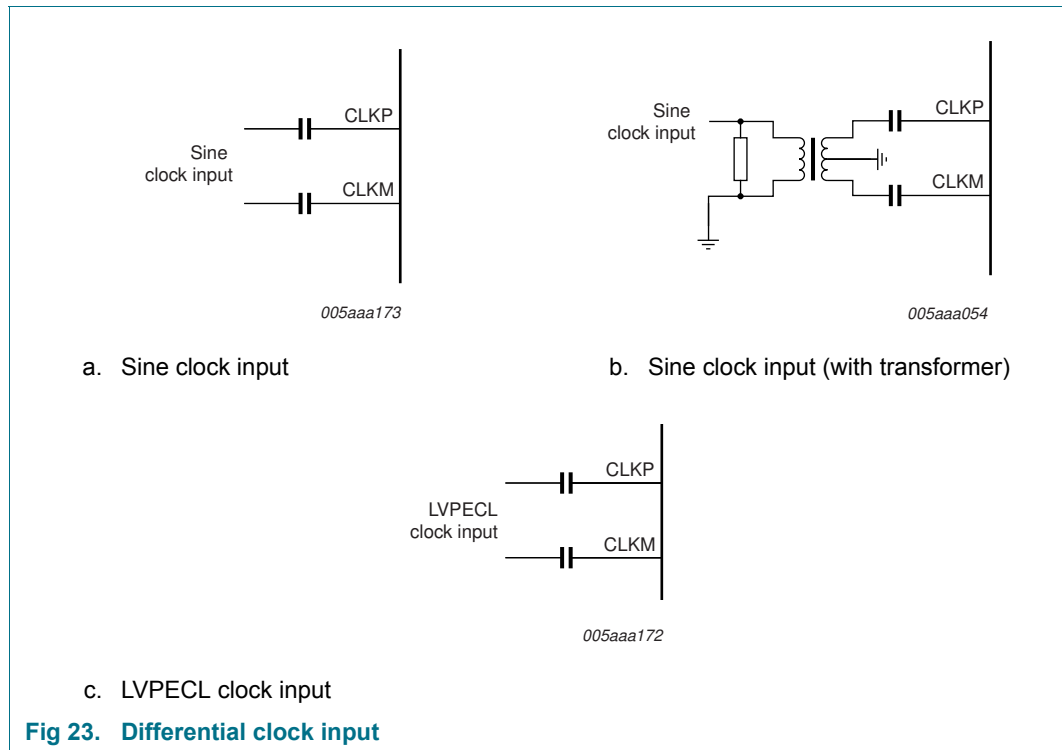 Sine
clock input
CLKP
CLKM
005aaa173
a. Sine clock input
Sine
clock input
CLKP
CLKM
005aaa054
b. Sine clock input (with transformer)
LVPECL
clock input
CLKP
CLKM
005aaa172
c. LVPECL clock input
Fig 23. Differential clock input